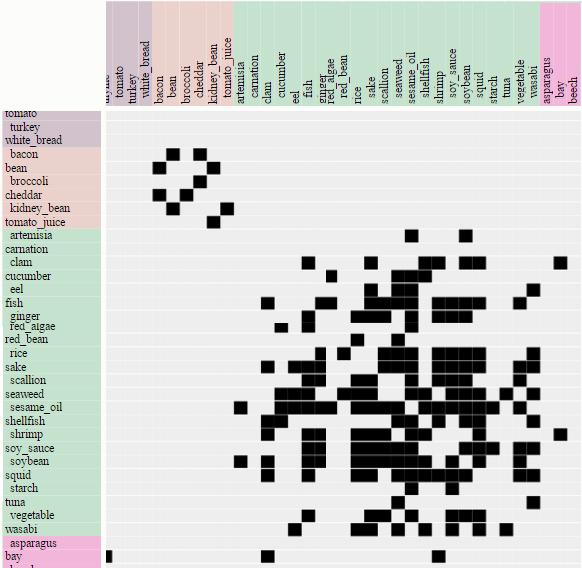 tomato
turkey
white_bread
bacon
bean
broccoli
cheddar
kidney_bean
tomato_juice
artemisia
carnation
clam
cucumber
eel
fish
ginger
red_algae
red_bean
rice
sake
scallion
seaweed
sesame_oil
shellfish
shrimp
soy_sauce
soybean
squid
starch
tuna
vegetable
wasabi
asparagus
bay
beech
tomato
turkey
white_bread
bacon
bean
broccoli
cheddar
kidney_bean
tomato_juice
artemisia
carnation
clam
cucumber
eel
fish
ginger
red_algae
red_bean
rice
sake
scallion
seaweed
sesame_oil
shellfish
shrimp
soy_sauce
soybean
squid
starch
tuna
vegetable
wasabi
asparagus
bay